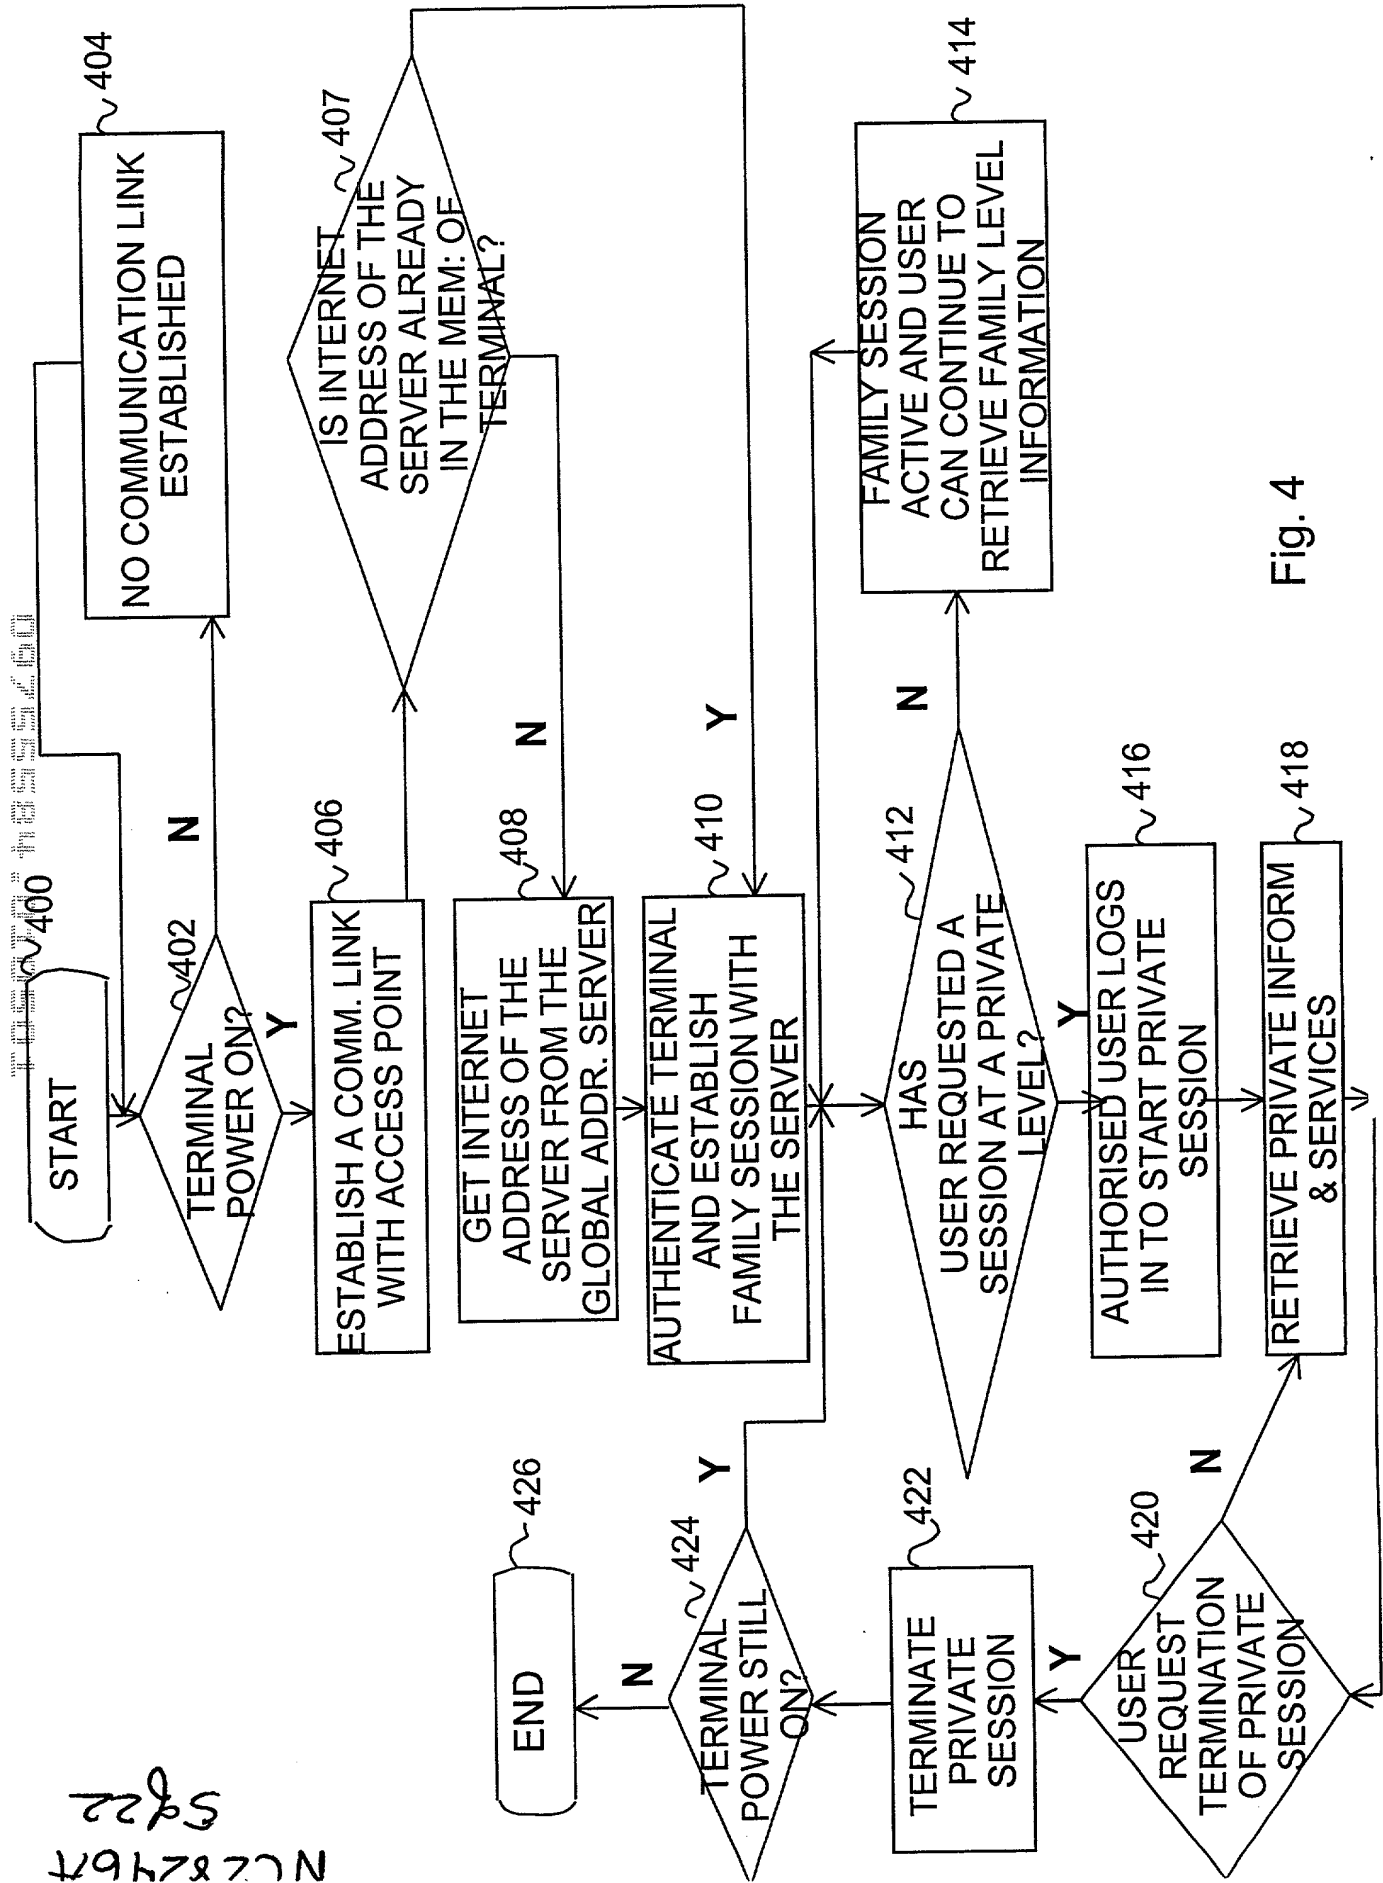 400
START
402
TERMINAL
POWER ON?
N
Y
404
NO COMMUNICATION LINK
ESTABLISHED
406
ESTABLISH A COMM. LINK
WITH ACCESS POINT
407
IS INTERNET
ADDRESS OF THE
SERVER ALREADY
IN THE MEM: OF
TERMINAL?
N
Y
408
GET INTERNET
ADDRESS OF THE
SERVER FROM THE
GLOBAL ADDR. SERVER
410
AUTHENTICATE TERMINAL
AND ESTABLISH
FAMILY SESSION WITH
THE SERVER
412
HAS
USER REQUESTED A
SESSION AT A PRIVATE
LEVEL?
N
Y
414
FAMILY SESSION
ACTIVE AND USER
CAN CONTINUE TO
RETRIEVE FAMILY LEVEL
INFORMATION
416
AUTHORISED USER LOGS
IN TO START PRIVATE
SESSION
418
RETRIEVE PRIVATE INFORM
& SERVICES
420
USER
REQUEST
TERMINATION
OF PRIVATE
SESSION
N
Y
422
TERMINATE
PRIVATE
SESSION
424
TERMINAL
POWER STILL
ON?
Y
N
426
END
Fig. 4